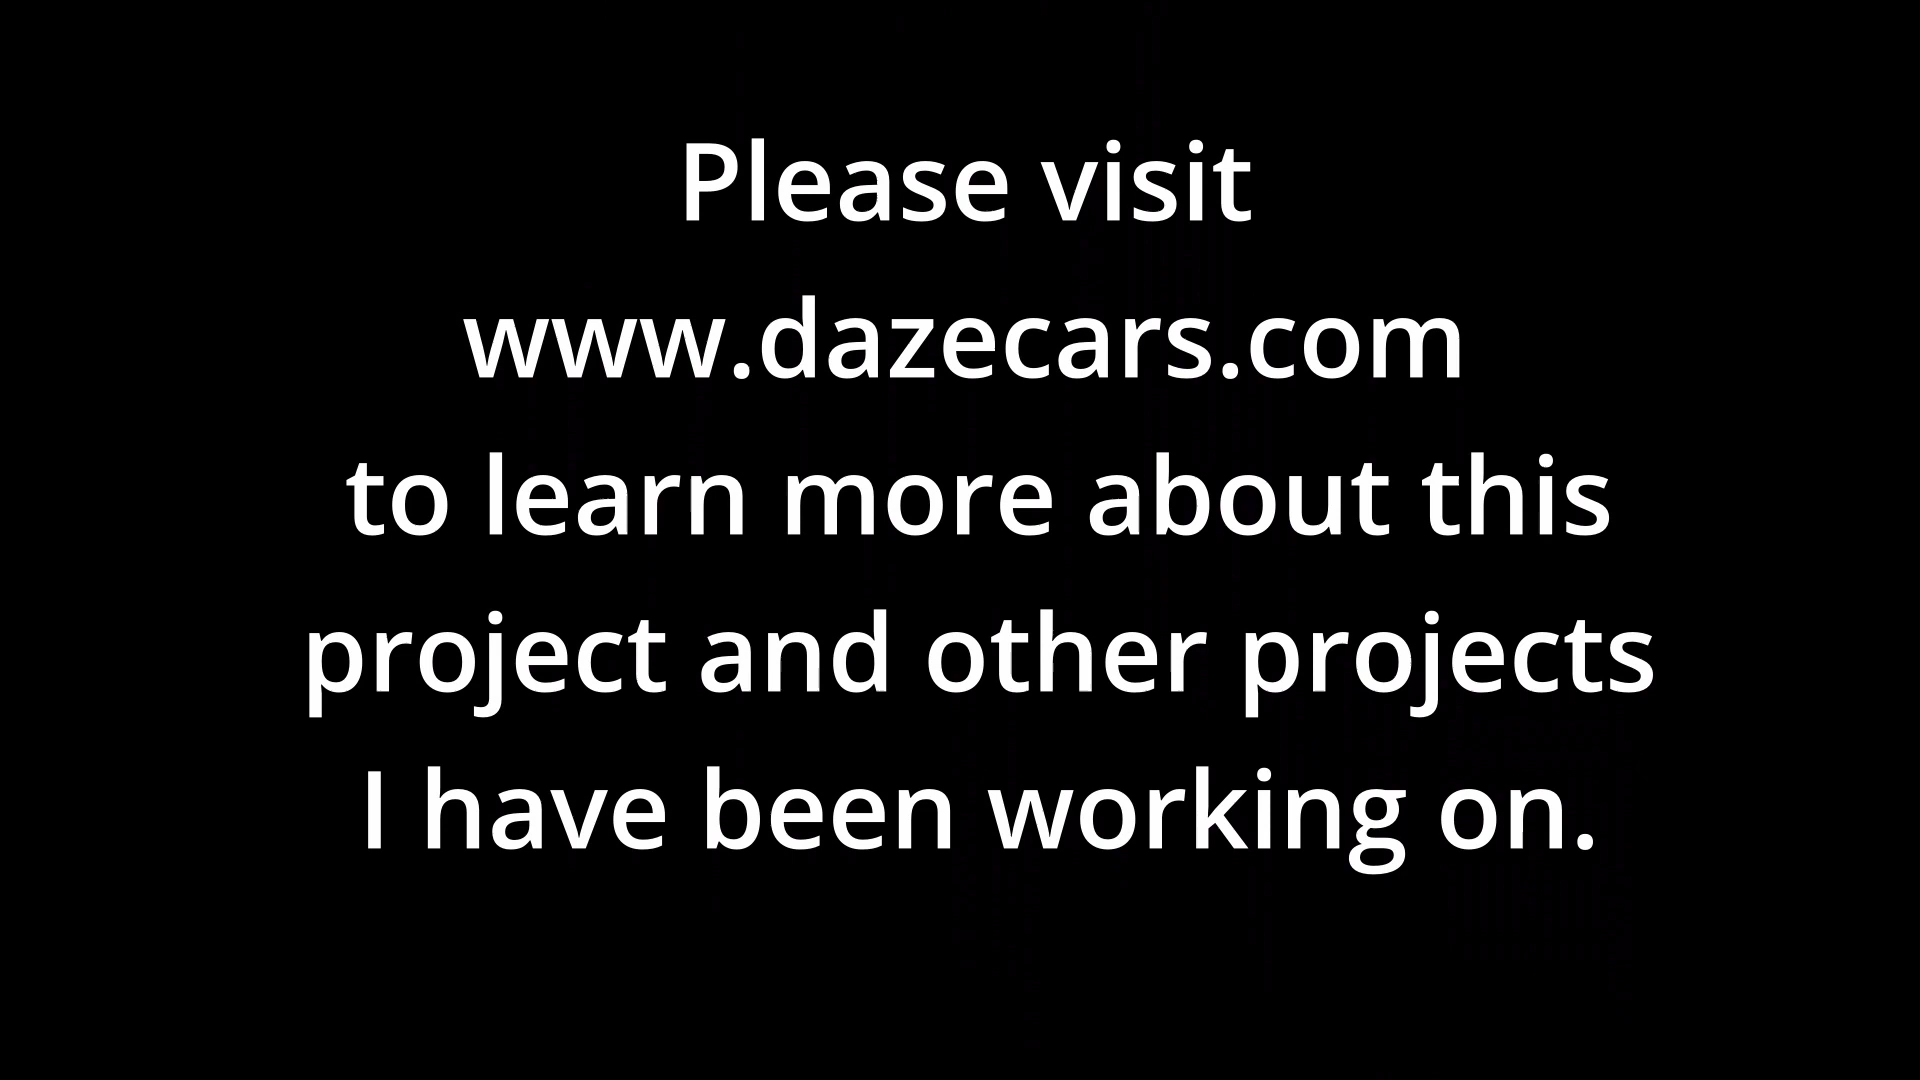 Please visit
www.dazecars.com
to learn more about this
project and other projects
I have been working on.